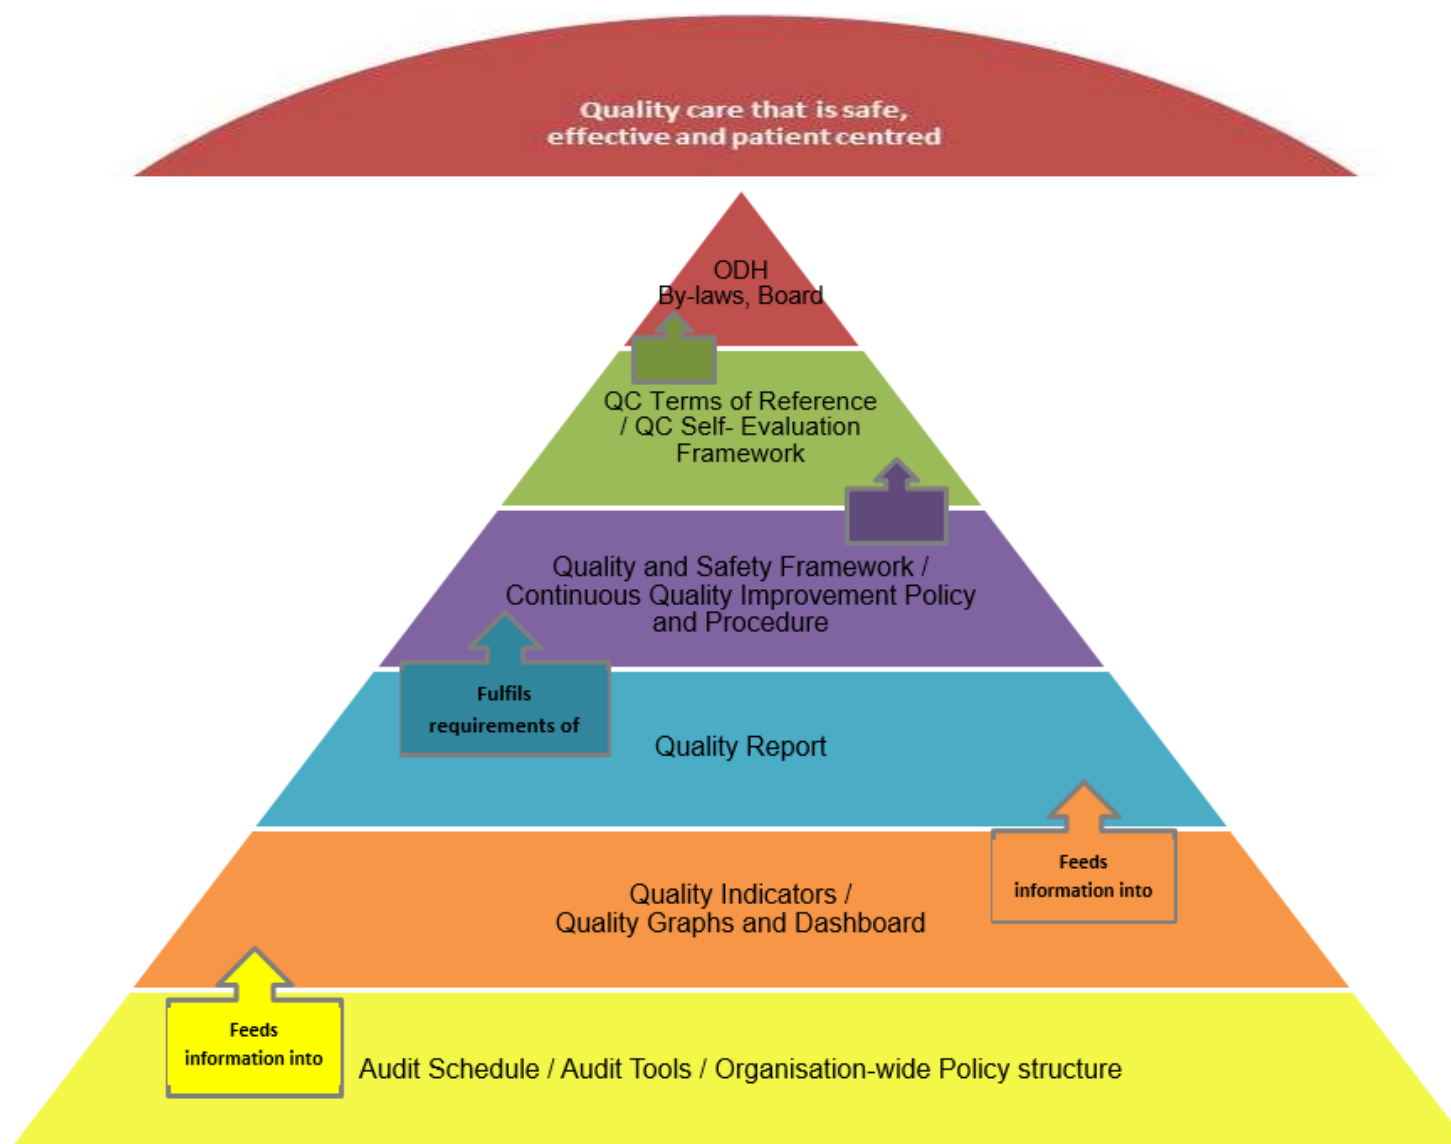 Quality care that is safe,
effective and patient centred
ODH
By-laws, Board
QC Terms of Reference
/ QC Self- Evaluation
Framework
Quality and Safety Framework /
Continuous Quality Improvement Policy
and Procedure
Fulfils
requirements of
Quality Report
Feeds
information into
Quality Indicators /
Quality Graphs and Dashboard
Feeds
information into
Audit Schedule / Audit Tools / Organisation-wide Policy structure